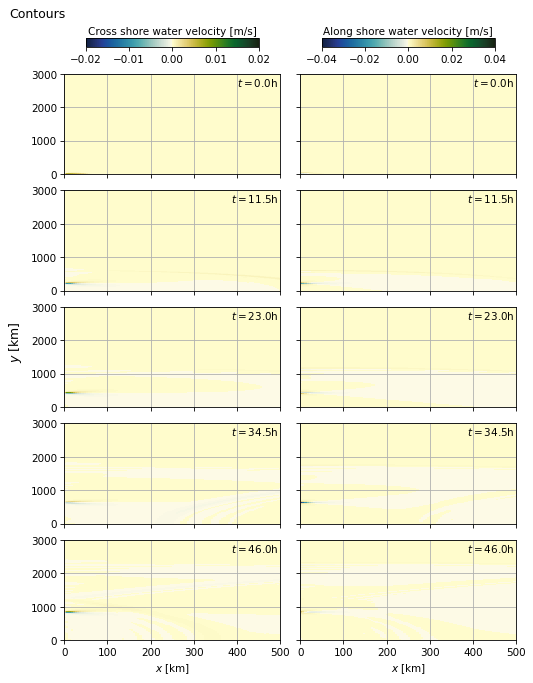 Contours
Cross shore water velocity [m/s]
Along shore water velocity [m/s]
−0.02 −0.01 0.00 0.01 0.02
−0.04 −0.02 0.00 0.02 0.04
3000
2000
1000
0
t = 0.0h
t = 0.0h
3000
2000
1000
0
t = 11.5h
t = 11.5h
3000
2000
1000
0
t = 23.0h
t = 23.0h
y [km]
3000
2000
1000
0
t = 34.5h
t = 34.5h
3000
2000
1000
0
t = 46.0h
t = 46.0h
0 100 200 300 400 500
0 100 200 300 400 500
x [km]
x [km]